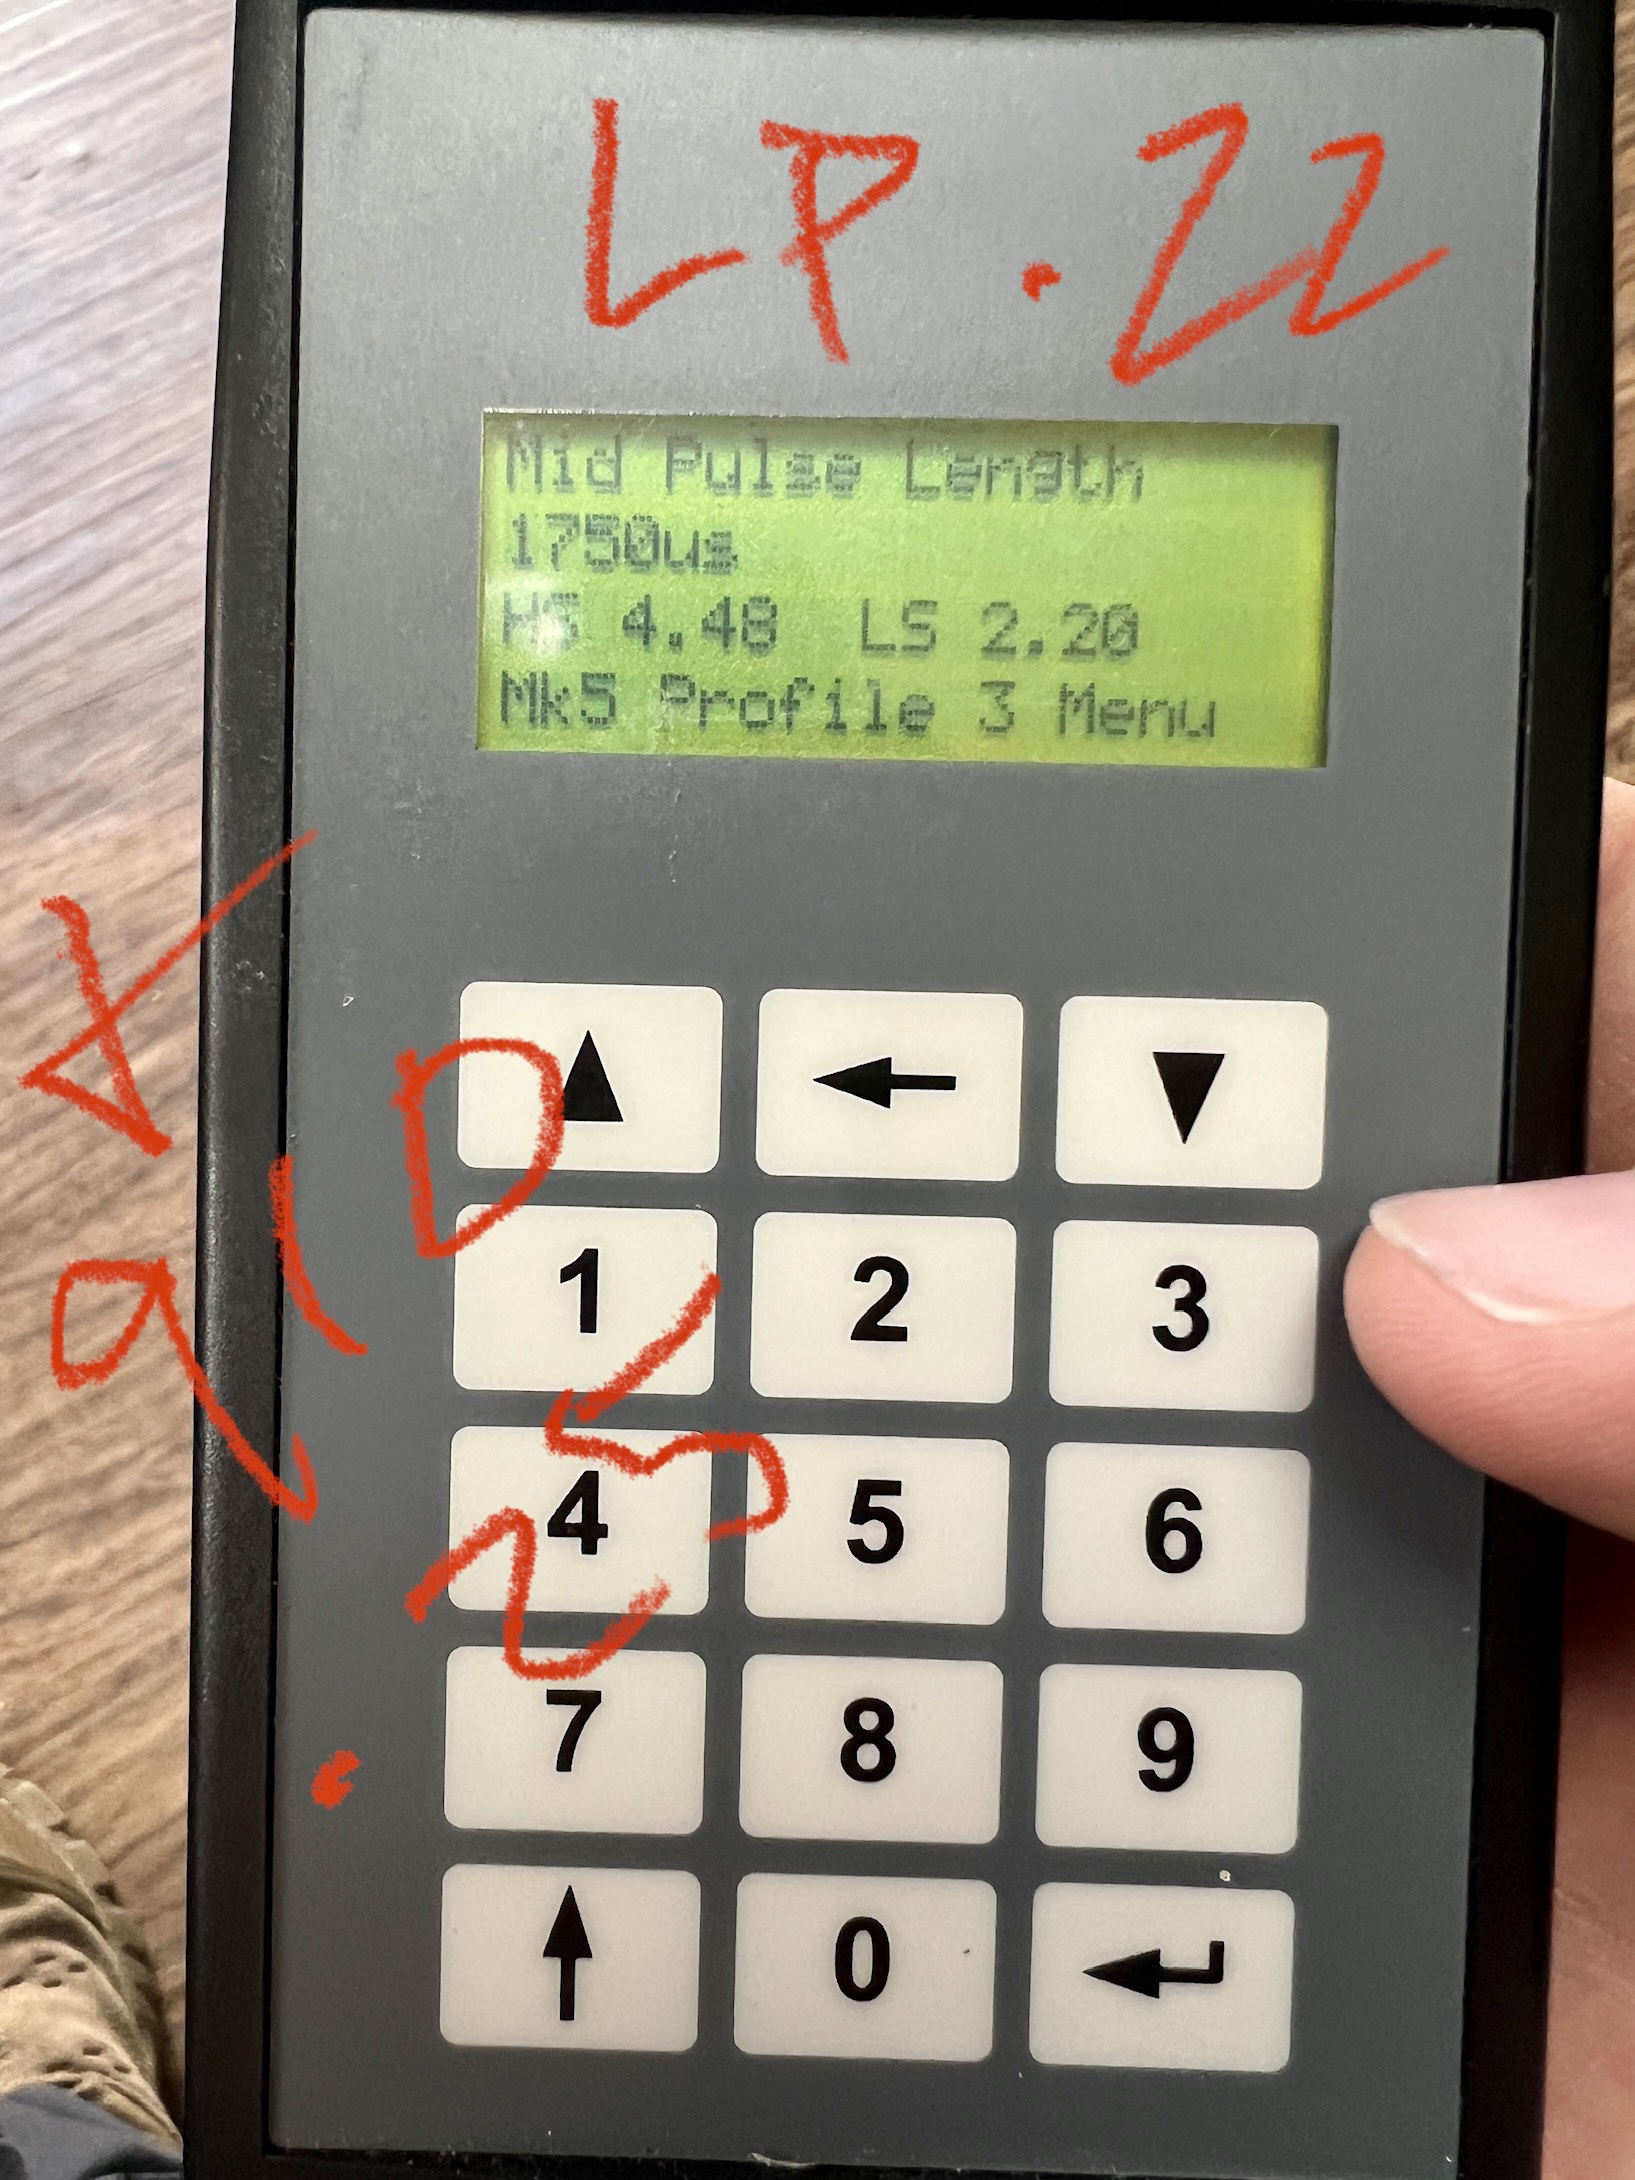 LP .22
Mid Pulse Length
1750us
HS 4.48  LS 2.20
Mk5 Profile 3 Menu
1 2 3
4 5 6
7 8 9
0